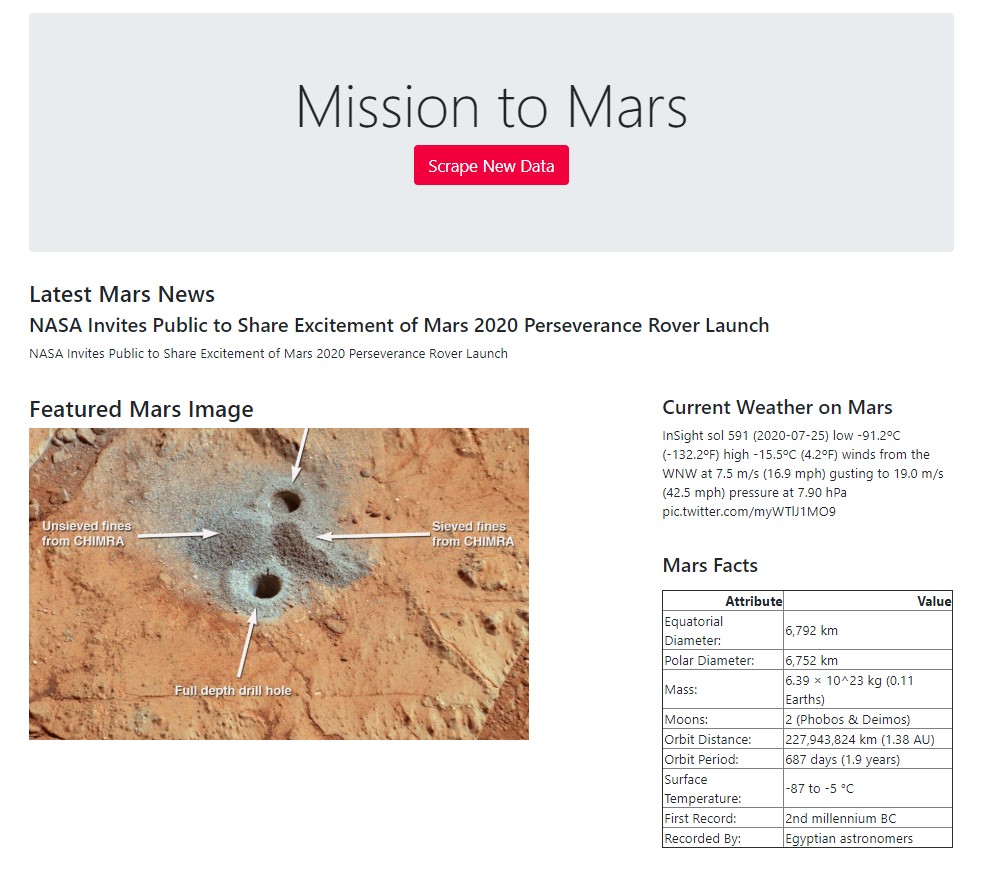 Mission to Mars
Scrape New Data
Latest Mars News
NASA Invites Public to Share Excitement of Mars 2020 Perseverance Rover Launch
NASA Invites Public to Share Excitement of Mars 2020 Perseverance Rover Launch
Featured Mars Image
Unsieved fines
from CHIMRA
Sieved fines
from CHIMRA
Full depth drill hole
Current Weather on Mars
InSight sol 591 (2020-07-25) low -91.2ºC
(-132.2ºF) high -15.5ºC (4.2ºF) winds from the
WNW at 7.5 m/s (16.9 mph) gusting to 19.0 m/s
(42.5 mph) pressure at 7.90 hPa
pic.twitter.com/myWTlJ1MO9
Mars Facts
Attribute Value
Equatorial
Diameter: 6,792 km
Polar Diameter: 6,752 km
Mass: 6.39 × 10^23 kg (0.11
Earths)
Moons: 2 (Phobos & Deimos)
Orbit Distance: 227,943,824 km (1.38 AU)
Orbit Period: 687 days (1.9 years)
Surface
Temperature: -87 to -5 °C
First Record: 2nd millennium BC
Recorded By: Egyptian astronomers